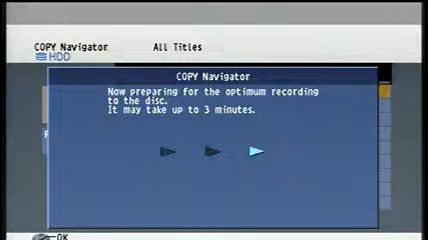 COPY Navigator All Titles
HDD
COPY Navigator
Now preparing for the optimum recording
to the disc.
It may take up to 3 minutes.
OK